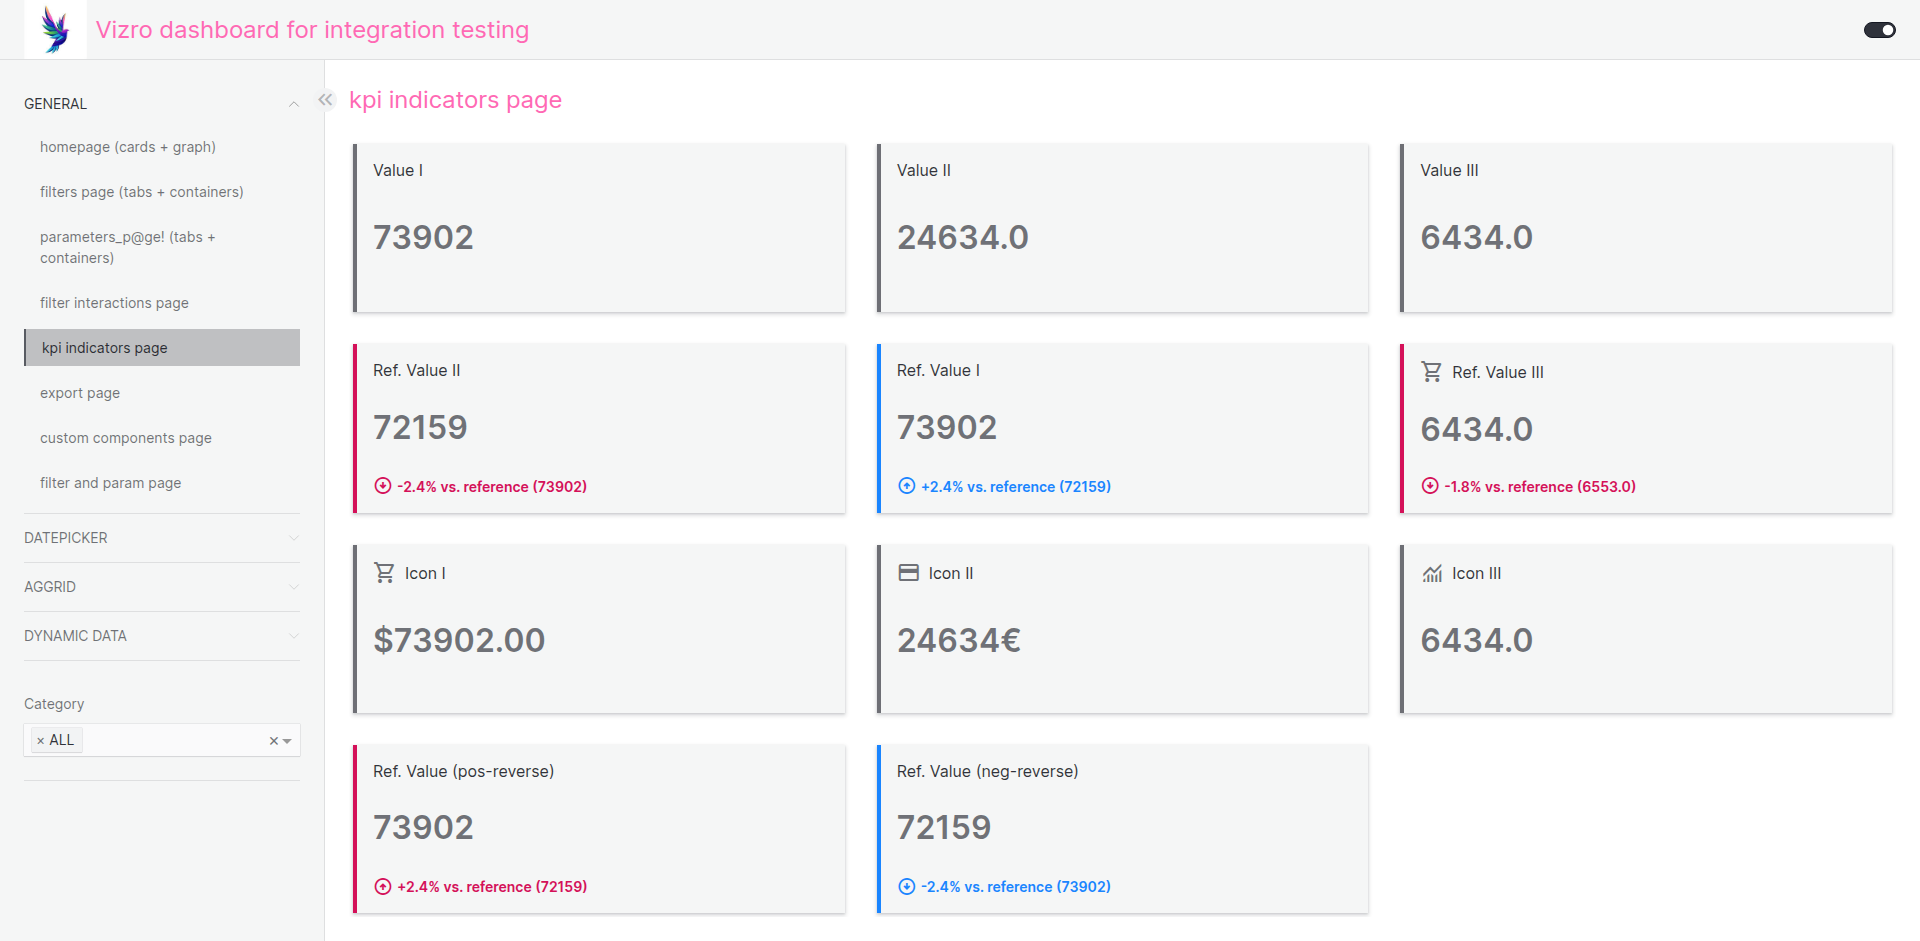 Vizro dashboard for integration testing
GENERAL
homepage (cards + graph)
filters page (tabs + containers)
parameters_p@ge! (tabs +
containers)
filter interactions page
kpi indicators page
export page
custom components page
filter and param page
DATEPICKER
AGGRID
DYNAMIC DATA
Category
× ALL
×
kpi indicators page
Value I
73902
Value II
24634.0
Value III
6434.0
Ref. Value II
72159
-2.4% vs. reference (73902)
Ref. Value I
73902
+2.4% vs. reference (72159)
Ref. Value III
6434.0
-1.8% vs. reference (6553.0)
Icon I
$73902.00
Icon II
24634€
Icon III
6434.0
Ref. Value (pos-reverse)
73902
+2.4% vs. reference (72159)
Ref. Value (neg-reverse)
72159
-2.4% vs. reference (73902)